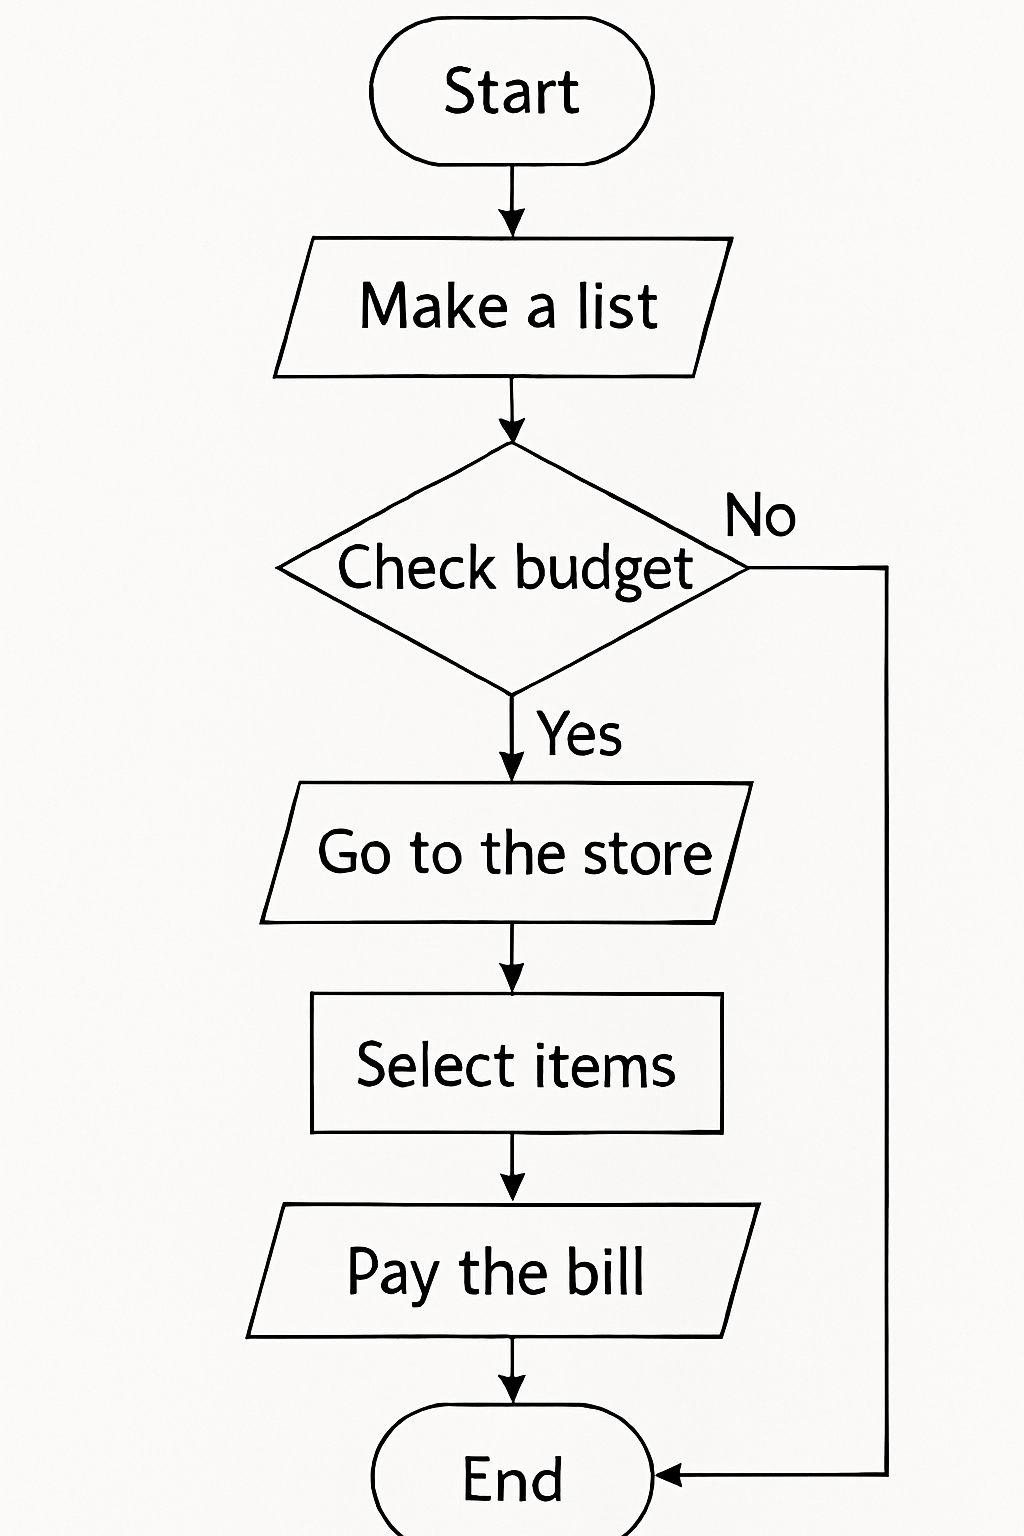 Start
Make a list
Check budget
No
Yes
Go to the store
Select items
Pay the bill
End